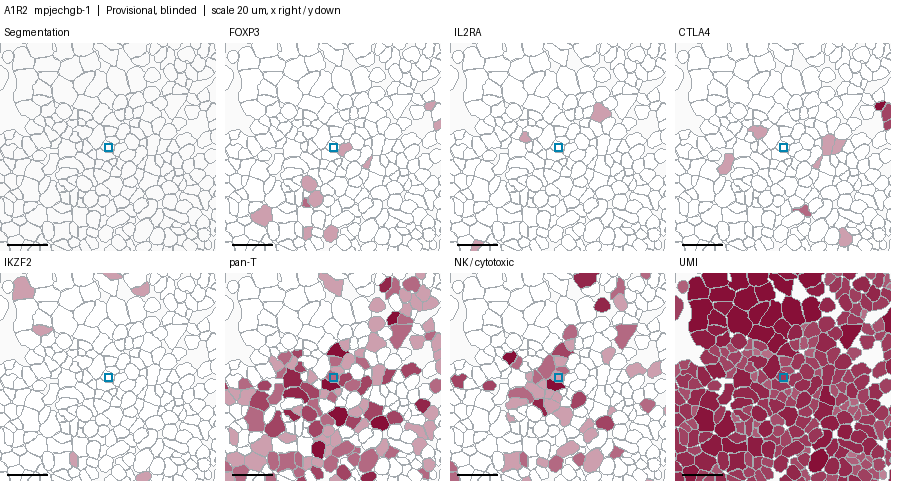 A1R2 mpjechgb-1 | Provisional, blinded | scale 20 um, x right / y down
Segmentation FOXP3 IL2RA CTLA4
IKZF2 pan-T NK / cytotoxic UMI